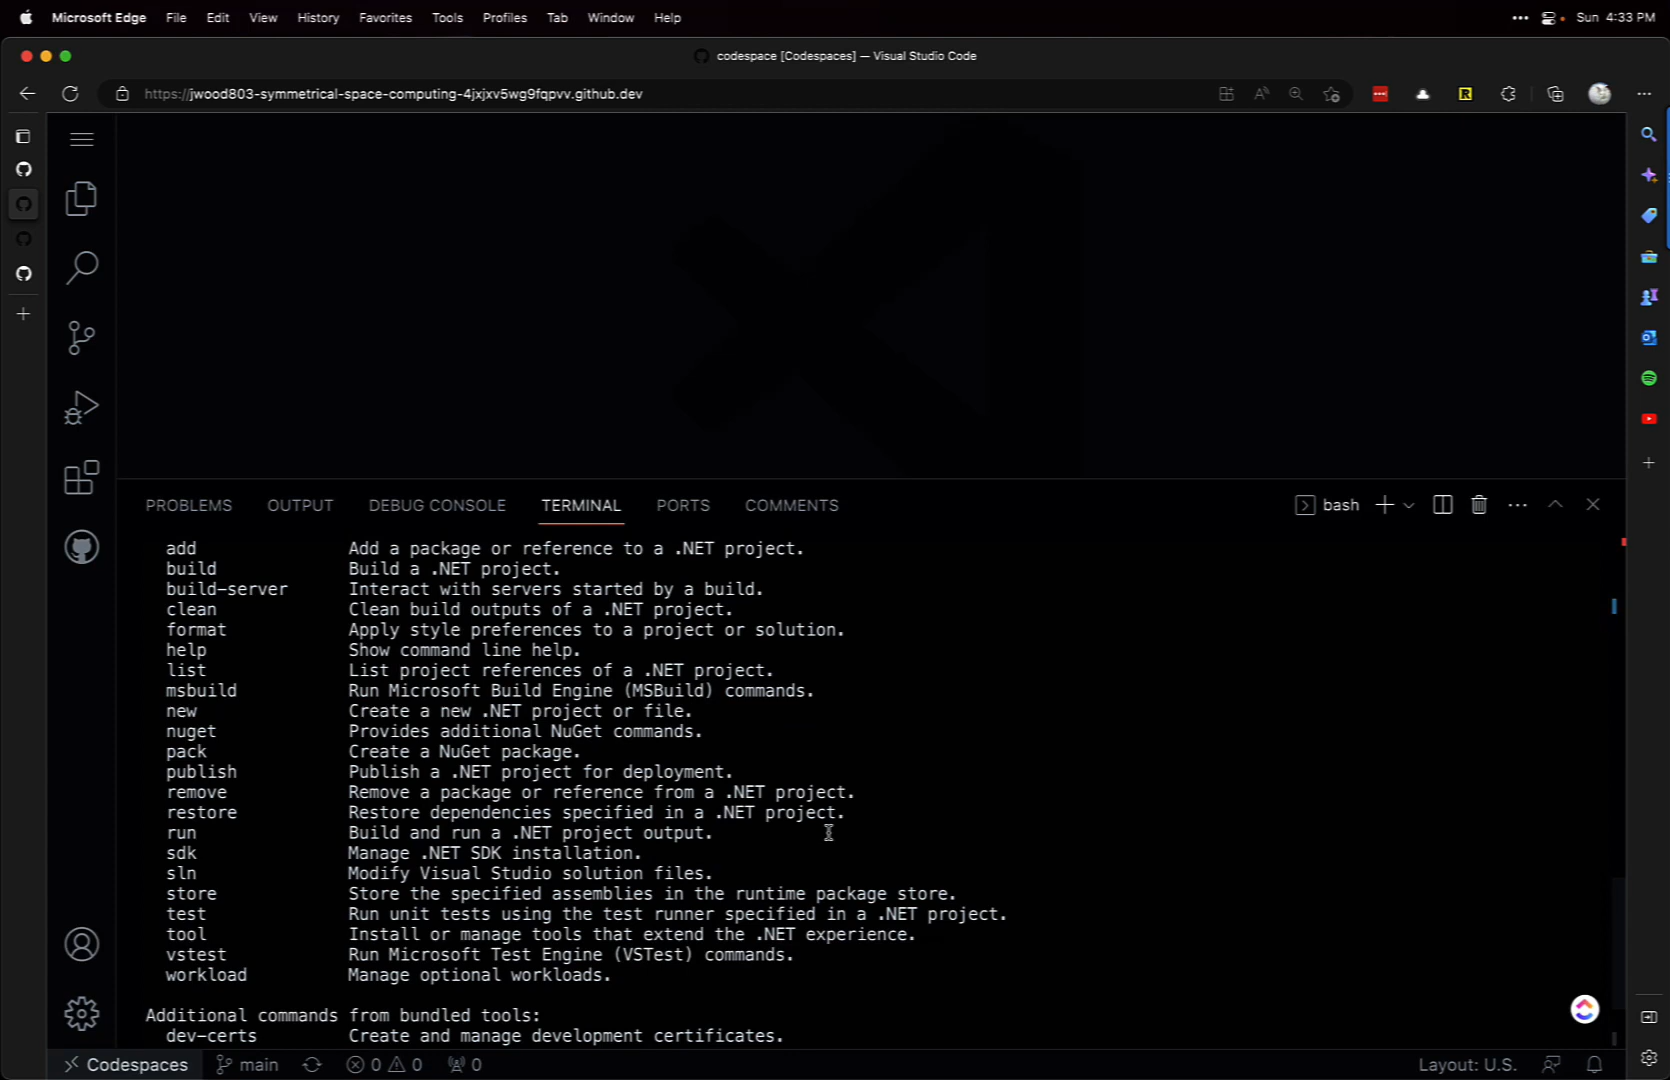 Microsoft Edge File Edit View History Favorites Tools Profiles Tab Window Help Sun 4:33 PM
codespace [Codespaces] — Visual Studio Code
https://jwood803-symmetrical-space-computing-4jxjxv5wg9fqpvv.github.dev
PROBLEMS OUTPUT DEBUG CONSOLE TERMINAL PORTS COMMENTS bash
add Add a package or reference to a .NET project.
build Build a .NET project.
build-server Interact with servers started by a build.
clean Clean build outputs of a .NET project.
format Apply style preferences to a project or solution.
help Show command line help.
list List project references of a .NET project.
msbuild Run Microsoft Build Engine (MSBuild) commands.
new Create a new .NET project or file.
nuget Provides additional NuGet commands.
pack Create a NuGet package.
publish Publish a .NET project for deployment.
remove Remove a package or reference from a .NET project.
restore Restore dependencies specified in a .NET project.
run Build and run a .NET project output.
sdk Manage .NET SDK installation.
sln Modify Visual Studio solution files.
store Store the specified assemblies in the runtime package store.
test Run unit tests using the test runner specified in a .NET project.
tool Install or manage tools that extend the .NET experience.
vstest Run Microsoft Test Engine (VSTest) commands.
workload Manage optional workloads.
Additional commands from bundled tools:
dev-certs Create and manage development certificates.
Codespaces main 0 0 0 Layout: U.S.